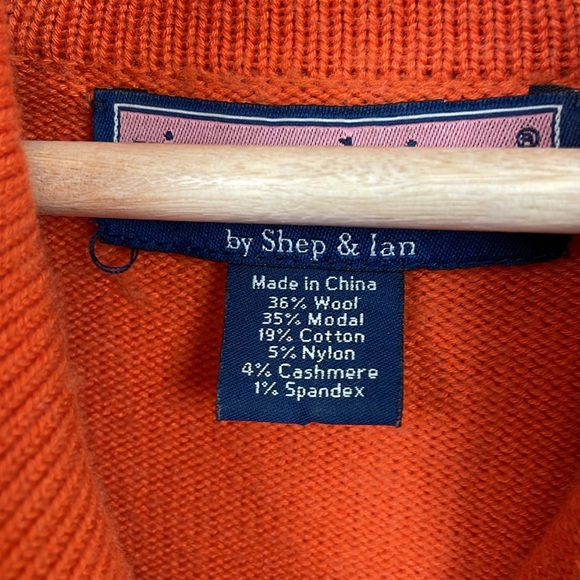 ®
by Shep & Ian
Made in China
36% Wool
35% Modal
19% Cotton
5% Nylon
4% Cashmere
1% Spandex